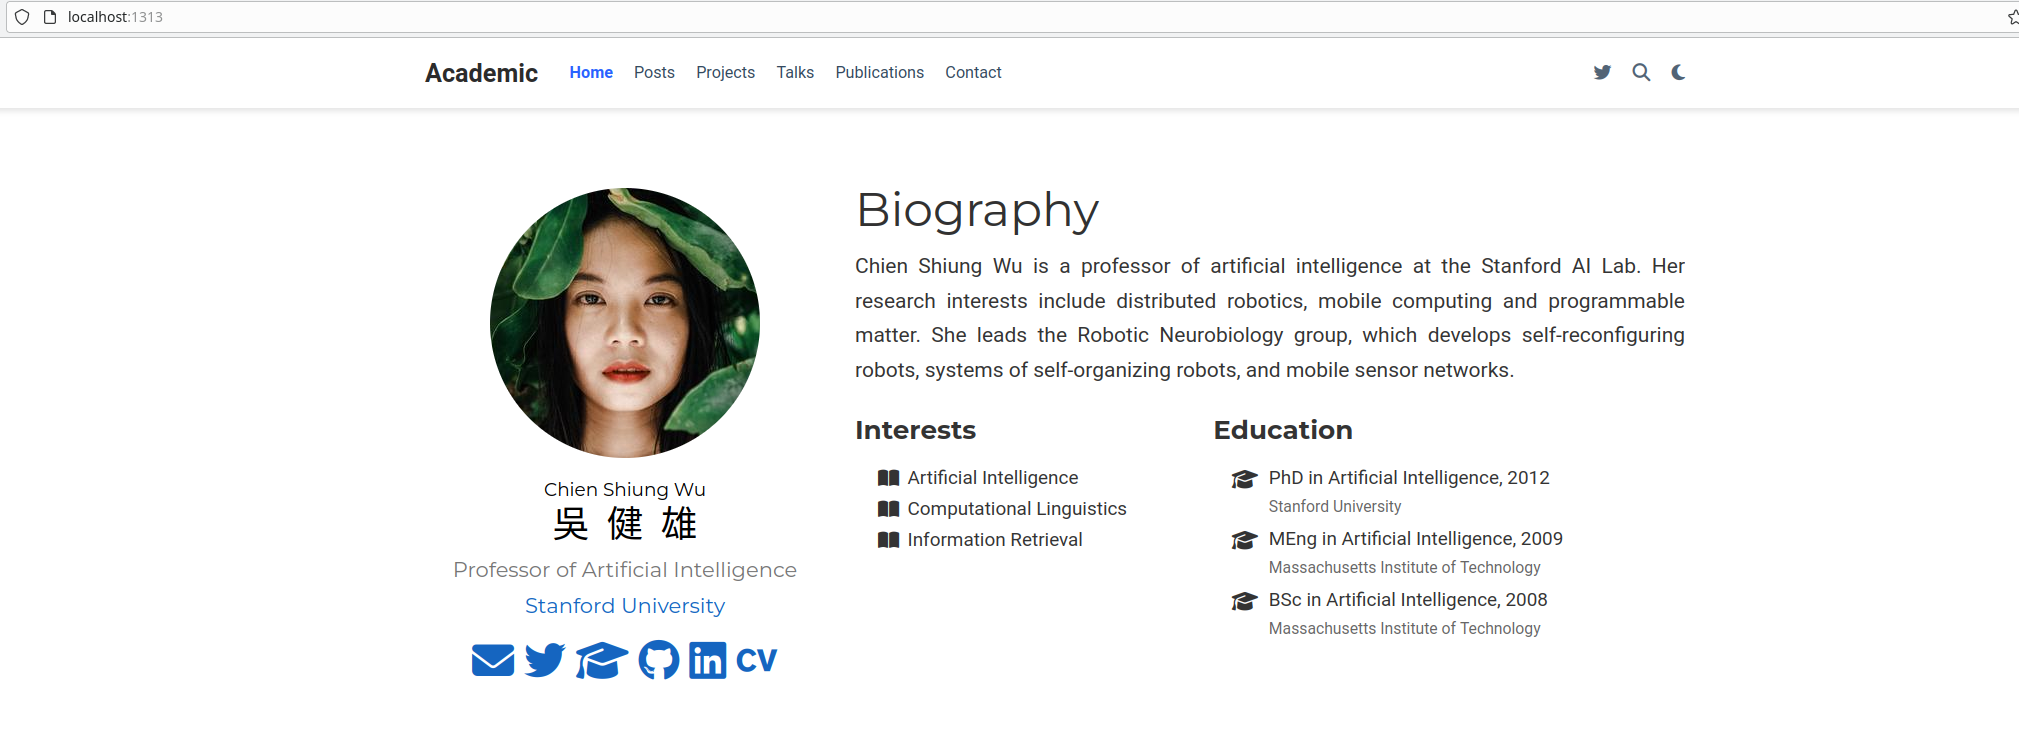 localhost:1313
Academic Home Posts Projects Talks Publications Contact
Biography
Chien Shiung Wu is a professor of artificial intelligence at the Stanford AI Lab. Her
research interests include distributed robotics, mobile computing and programmable
matter. She leads the Robotic Neurobiology group, which develops self-reconfiguring
robots, systems of self-organizing robots, and mobile sensor networks.
Chien Shiung Wu
吳健雄
Professor of Artificial Intelligence
Stanford University
in cv
Interests
Artificial Intelligence
Computational Linguistics
Information Retrieval
Education
PhD in Artificial Intelligence, 2012
Stanford University
MEng in Artificial Intelligence, 2009
Massachusetts Institute of Technology
BSc in Artificial Intelligence, 2008
Massachusetts Institute of Technology